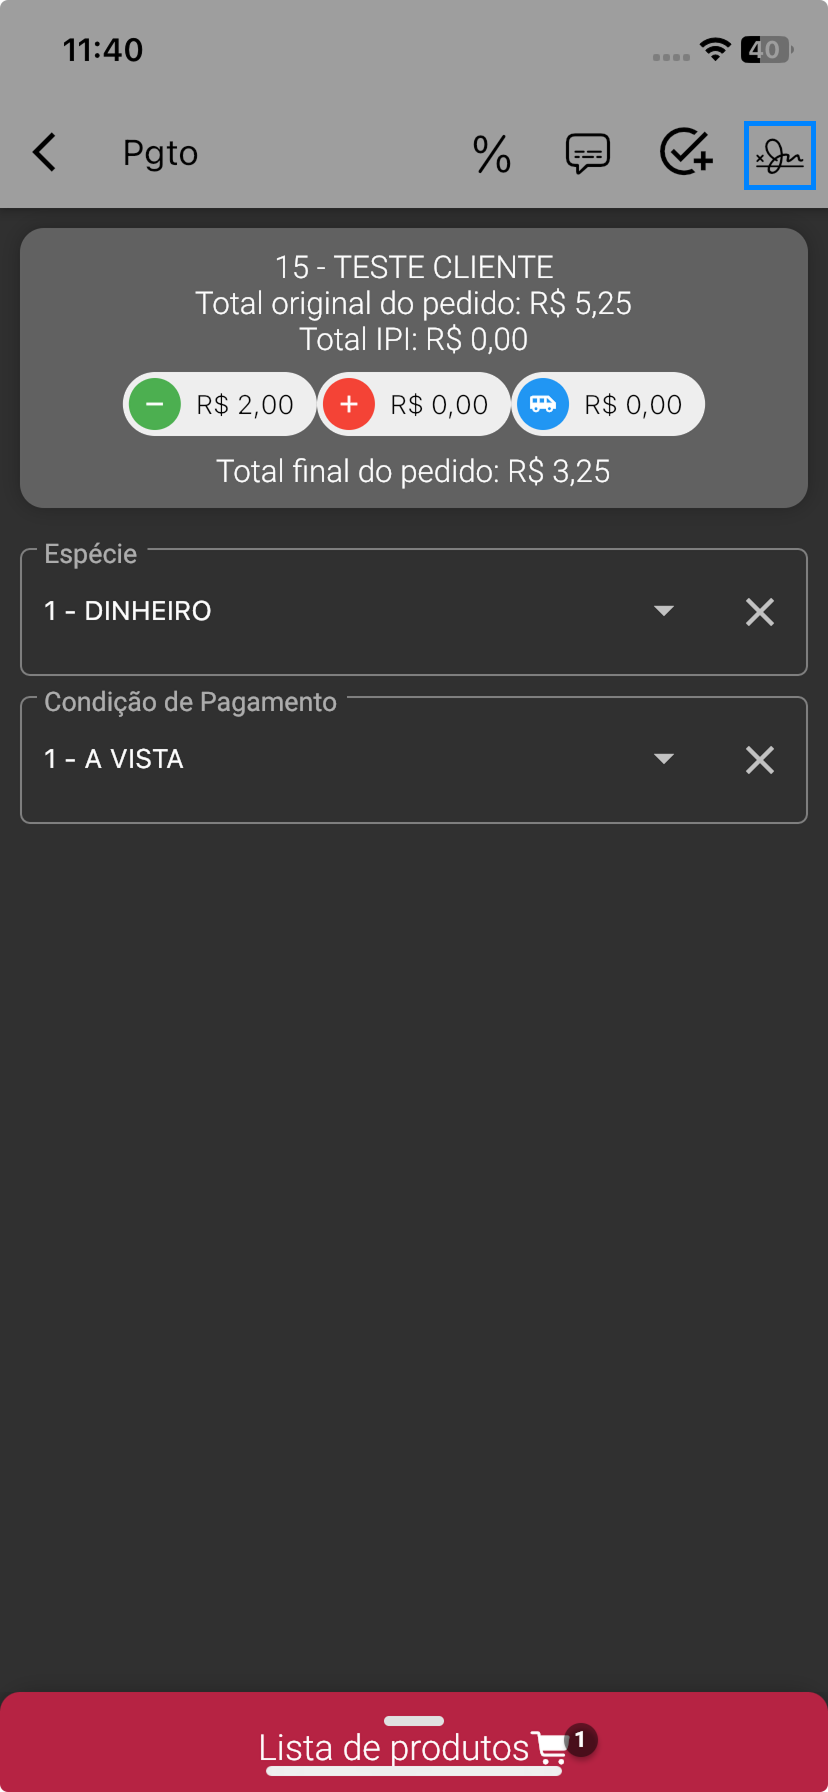 11:40
40
Pgto
15 - TESTE CLIENTE
Total original do pedido: R$ 5,25
Total IPI: R$ 0,00
R$ 2,00
R$ 0,00
R$ 0,00
Total final do pedido: R$ 3,25
Espécie
1 - DINHEIRO
Condição de Pagamento
1 - A VISTA
Lista de produtos
1